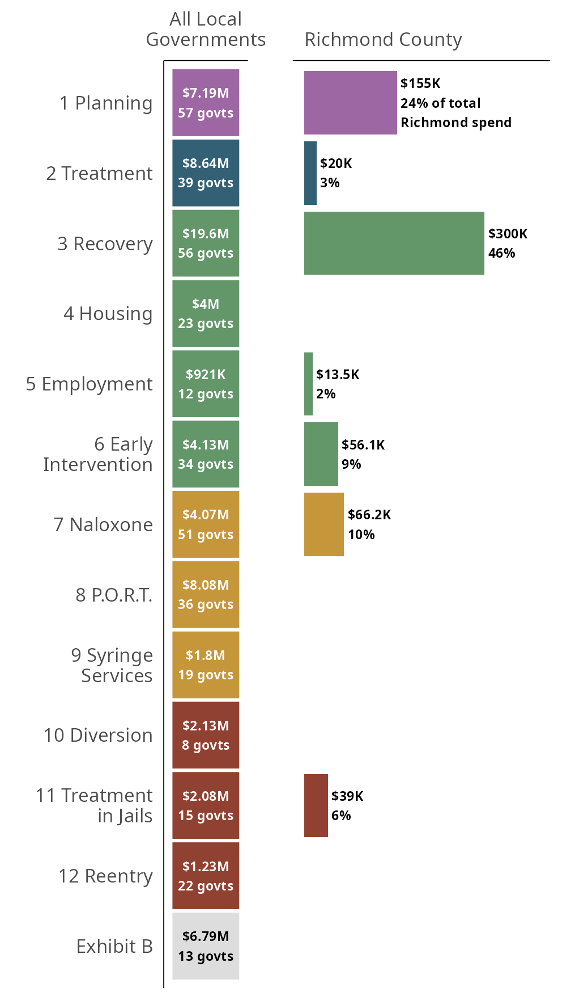 All Local
Governments
Richmond County
1 Planning
$7.19M
57 govts
$155K
24% of total
Richmond spend
2 Treatment
$8.64M
39 govts
$20K
3%
3 Recovery
$19.6M
56 govts
$300K
46%
4 Housing
$4M
23 govts
5 Employment
$921K
12 govts
$13.5K
2%
6 Early
Intervention
$4.13M
34 govts
$56.1K
9%
7 Naloxone
$4.07M
51 govts
$66.2K
10%
8 P.O.R.T.
$8.08M
36 govts
9 Syringe
Services
$1.8M
19 govts
10 Diversion
$2.13M
8 govts
11 Treatment
in Jails
$2.08M
15 govts
$39K
6%
12 Reentry
$1.23M
22 govts
Exhibit B
$6.79M
13 govts